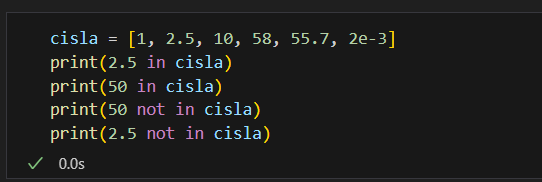 cisla = [1, 2.5, 10, 58, 55.7, 2e-3]
print(2.5 in cisla)
print(50 in cisla)
print(50 not in cisla)
print(2.5 not in cisla)
0.0s